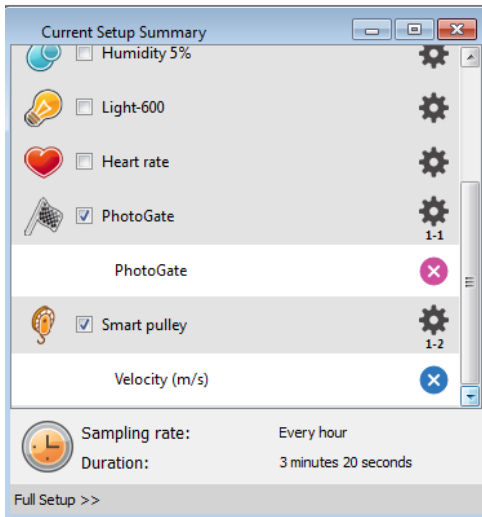 Current Setup Summary
Humidity 5%
Light-600
Heart rate
PhotoGate
1-1
PhotoGate
Smart pulley
1-2
Velocity (m/s)
Sampling rate: Every hour
Duration: 3 minutes 20 seconds
Full Setup >>